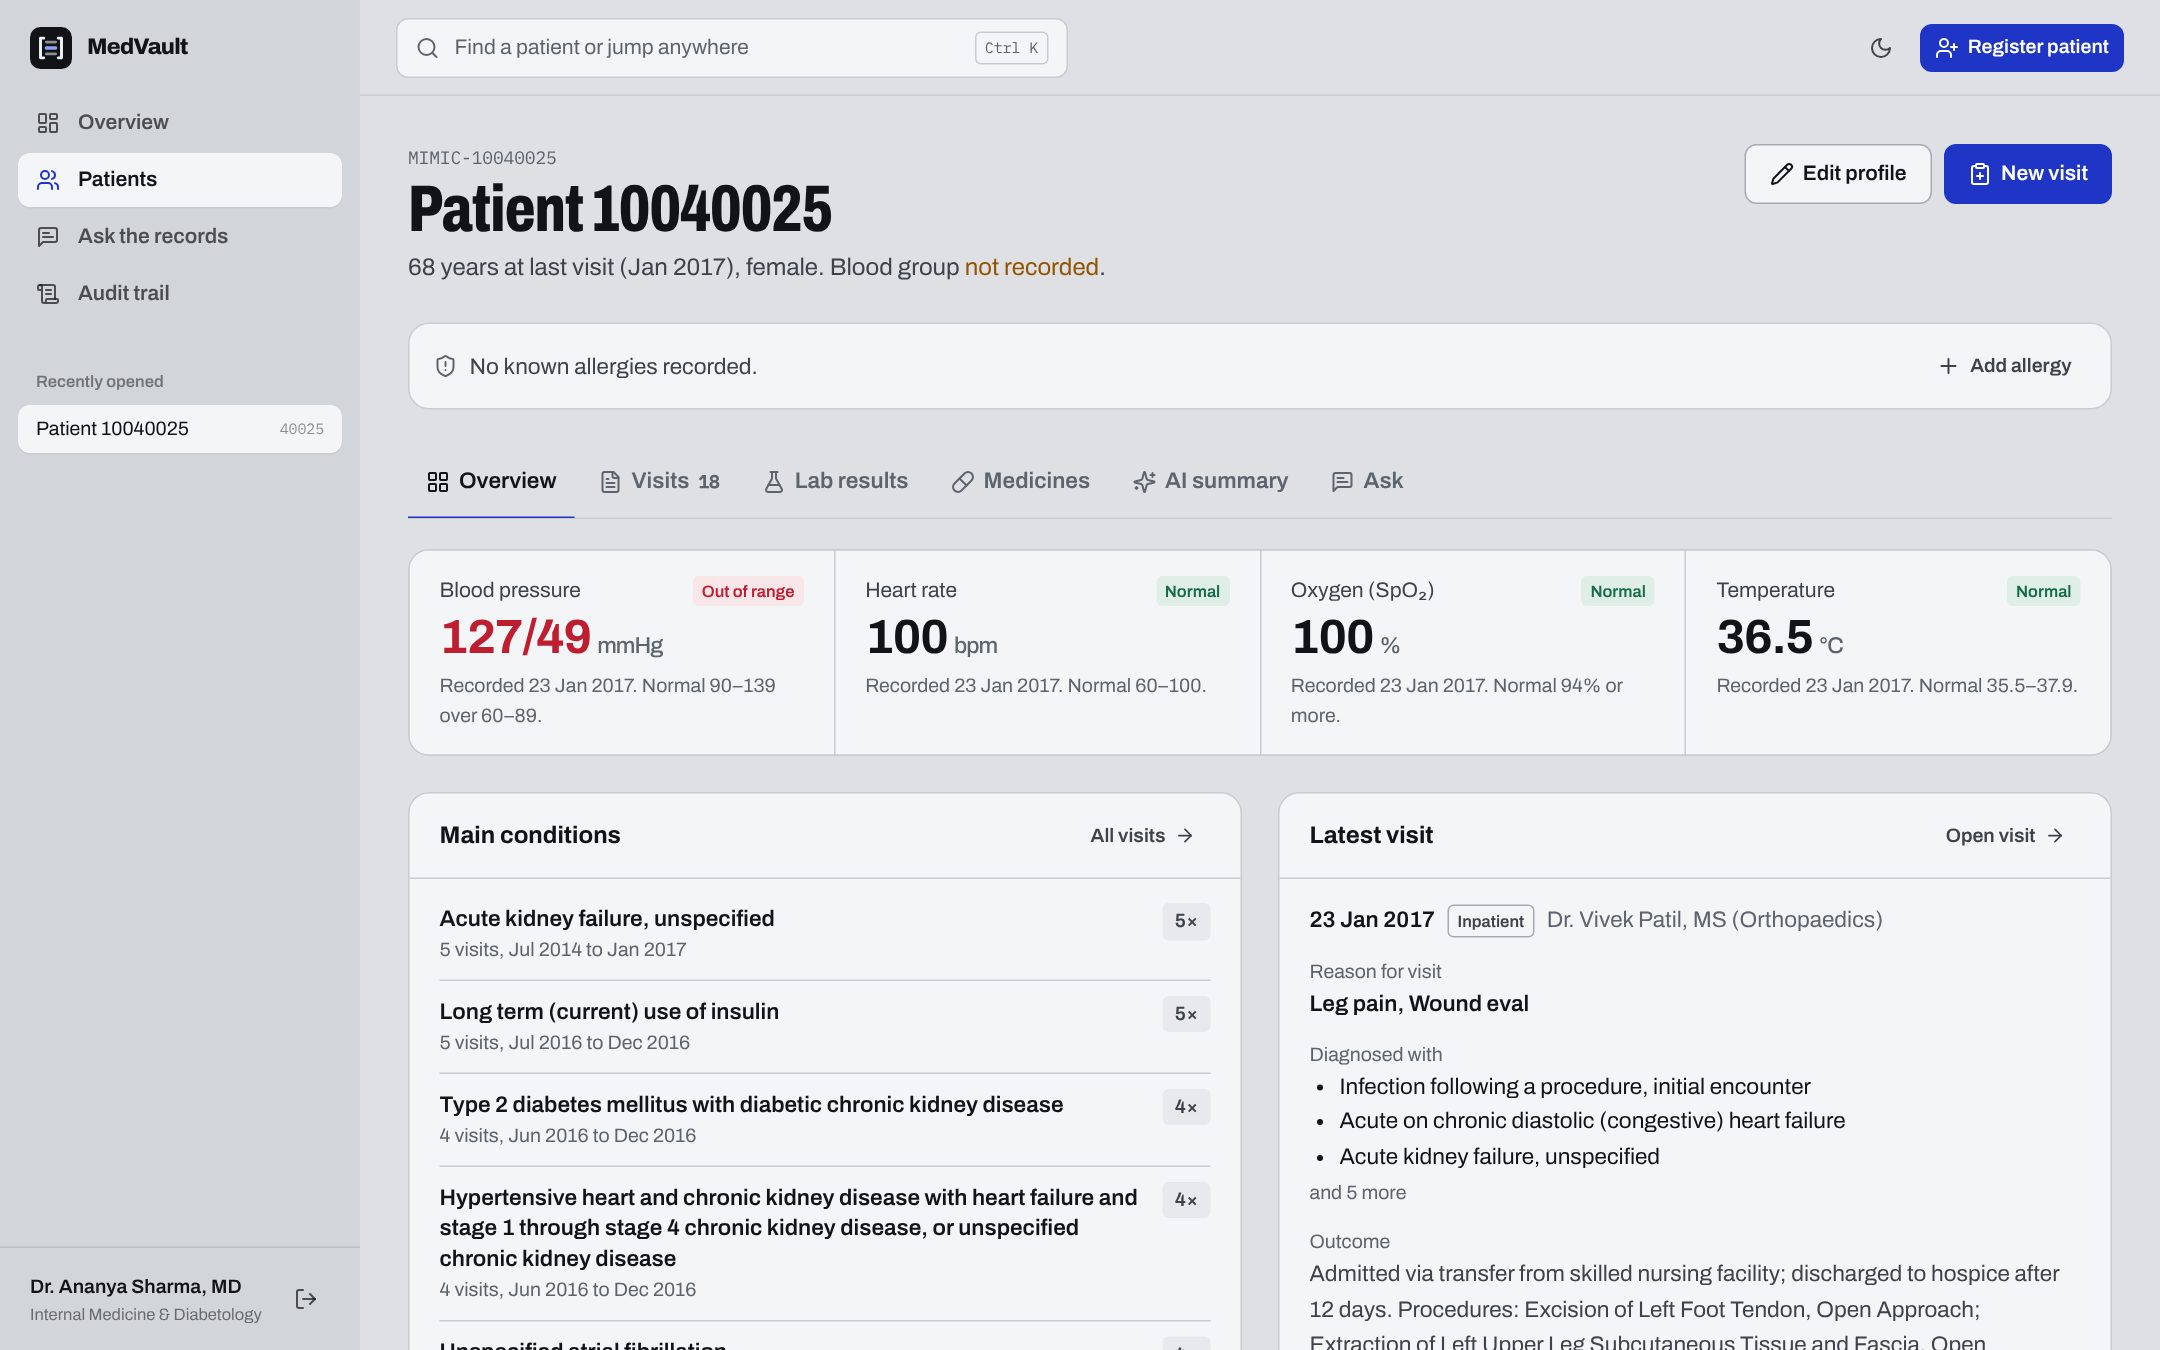 MedVault
Find a patient or jump anywhere
Ctrl K
Register patient
Overview
Patients
Ask the records
Audit trail
Recently opened
Patient 10040025
40025
Dr. Ananya Sharma, MD
Internal Medicine & Diabetology
MIMIC-10040025
Patient 10040025
68 years at last visit (Jan 2017), female. Blood group not recorded.
Edit profile
New visit
No known allergies recorded.
Add allergy
Overview
Visits 18
Lab results
Medicines
AI summary
Ask
Blood pressure
Out of range
127/49 mmHg
Recorded 23 Jan 2017. Normal 90–139
over 60–89.
Heart rate
Normal
100 bpm
Recorded 23 Jan 2017. Normal 60–100.
Oxygen (SpO₂)
Normal
100 %
Recorded 23 Jan 2017. Normal 94% or
more.
Temperature
Normal
36.5 °C
Recorded 23 Jan 2017. Normal 35.5–37.9.
Main conditions
All visits
Acute kidney failure, unspecified
5×
5 visits, Jul 2014 to Jan 2017
Long term (current) use of insulin
5×
5 visits, Jul 2016 to Dec 2016
Type 2 diabetes mellitus with diabetic chronic kidney disease
4×
4 visits, Jun 2016 to Dec 2016
Hypertensive heart and chronic kidney disease with heart failure and
4×
stage 1 through stage 4 chronic kidney disease, or unspecified
chronic kidney disease
4 visits, Jun 2016 to Dec 2016
Unspecified atrial fibrillation
Latest visit
Open visit
23 Jan 2017
Inpatient
Dr. Vivek Patil, MS (Orthopaedics)
Reason for visit
Leg pain, Wound eval
Diagnosed with
• Infection following a procedure, initial encounter
• Acute on chronic diastolic (congestive) heart failure
• Acute kidney failure, unspecified
and 5 more
Outcome
Admitted via transfer from skilled nursing facility; discharged to hospice after
12 days. Procedures: Excision of Left Foot Tendon, Open Approach;
Extraction of Left Upper Leg Subcutaneous Tissue and Fascia, Open